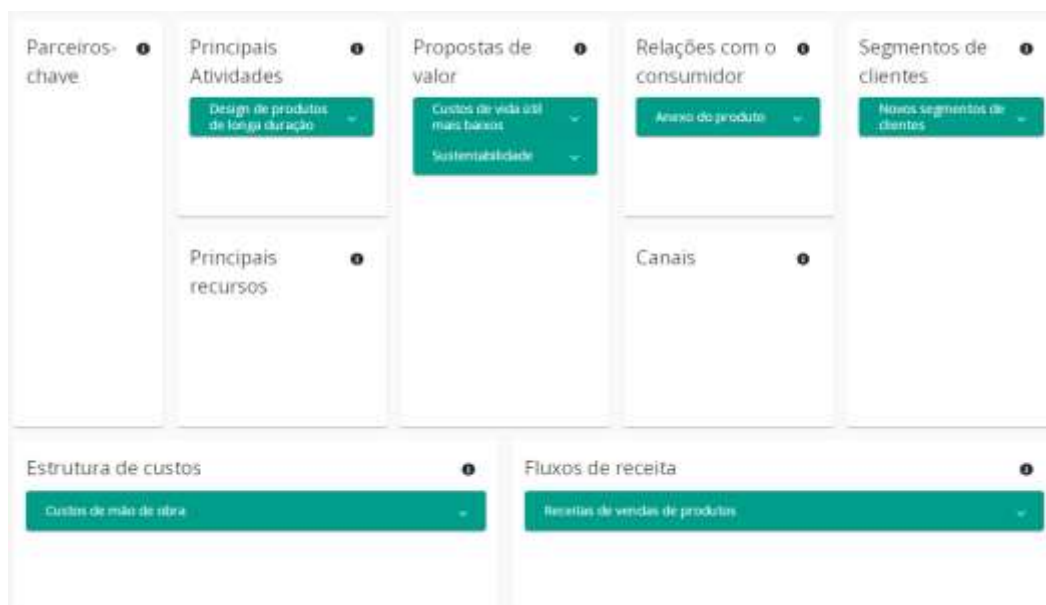 Parceiros-
chave
Principais
Atividades
Design de produtos
de longa duração
Propostas de
valor
Custos de vida útil
mais baixos
Sustentabilidade
Relações com o
consumidor
Anexo do produto
Segmentos de
clientes
Novos segmentos de
clientes
Principais
recursos
Canais
Estrutura de custos
Custos de mão de obra
Fluxos de receita
Receitas de vendas de produtos